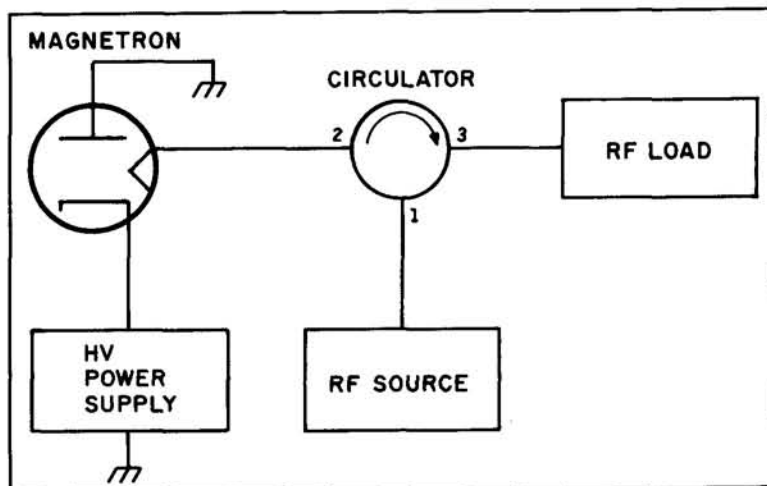 MAGNETRON
CIRCULATOR
2
3
1
RF LOAD
HV
POWER
SUPPLY
RF SOURCE